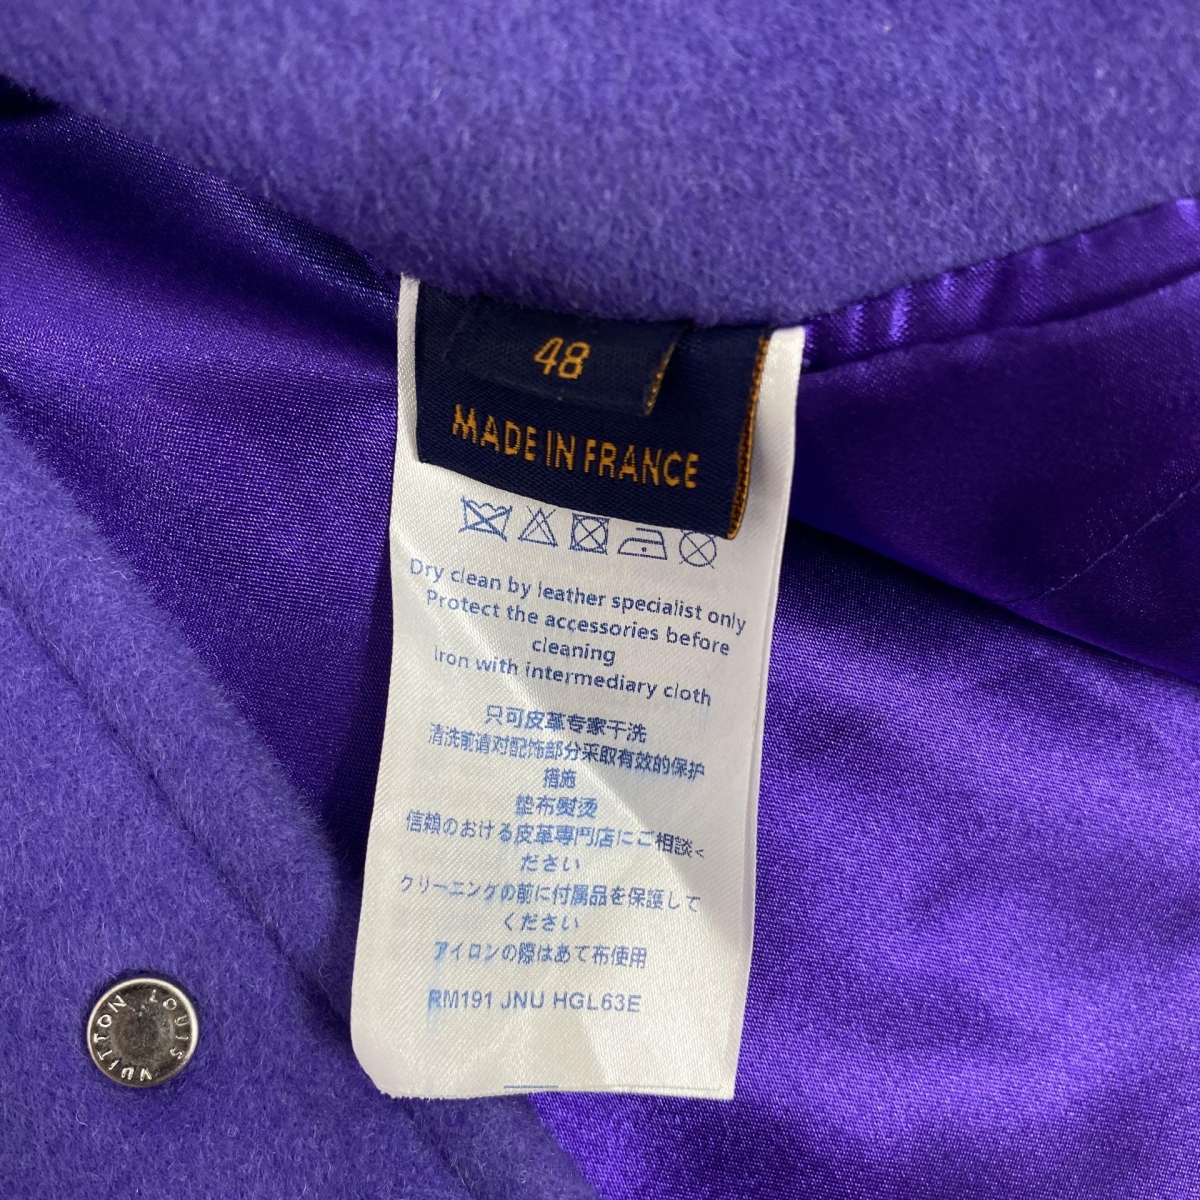 48
MADE IN FRANCE
Dry clean by leather specialist only
Protect the accessories before
cleaning
Iron with intermediary cloth
只可皮革专家干洗
清洗前请对配饰部分采取有效的保护
措施
垫布熨烫
信頼のおける皮革専門店にご相談く
ださい
クリーニングの前に付属品を保護して
ください
アイロンの際はあて布使用
RM191 JNU HGL63E
LOUIS VUITTON